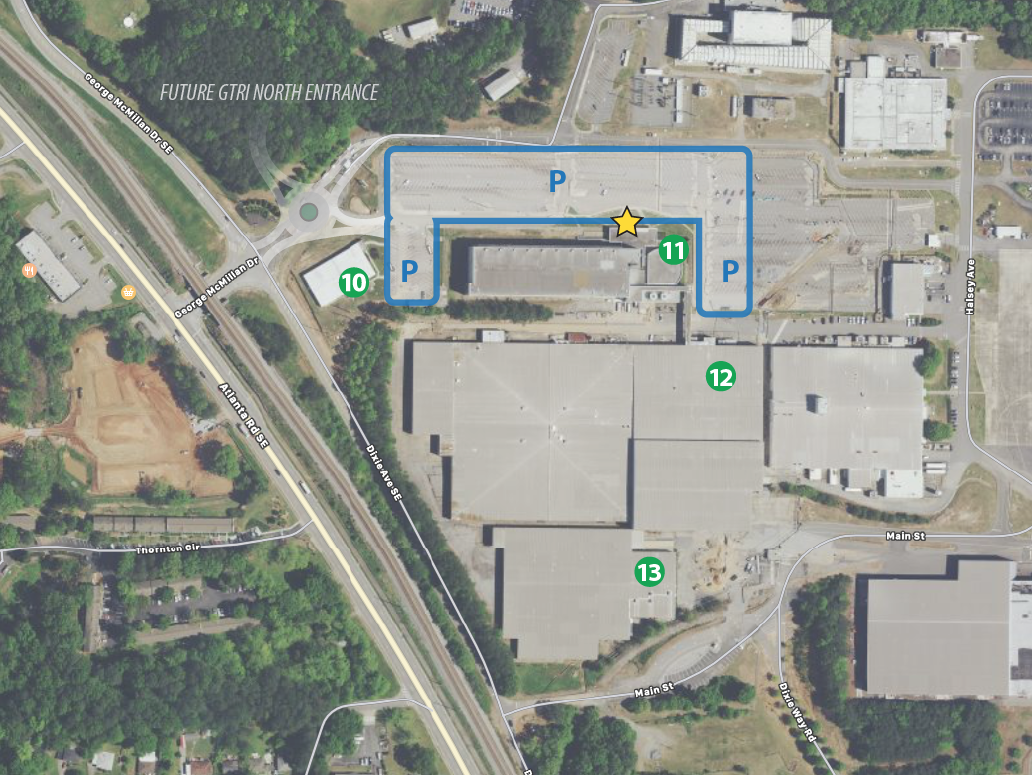 George McMillan Dr SE
FUTURE GTRI NORTH ENTRANCE
P
P
P
11
10
George McMillan Dr
Halsey Ave
12
Atlanta Rd SE
Dixie Ave SE
Main St
Thornton Cir
13
Main St
Dixie Way Rd
D